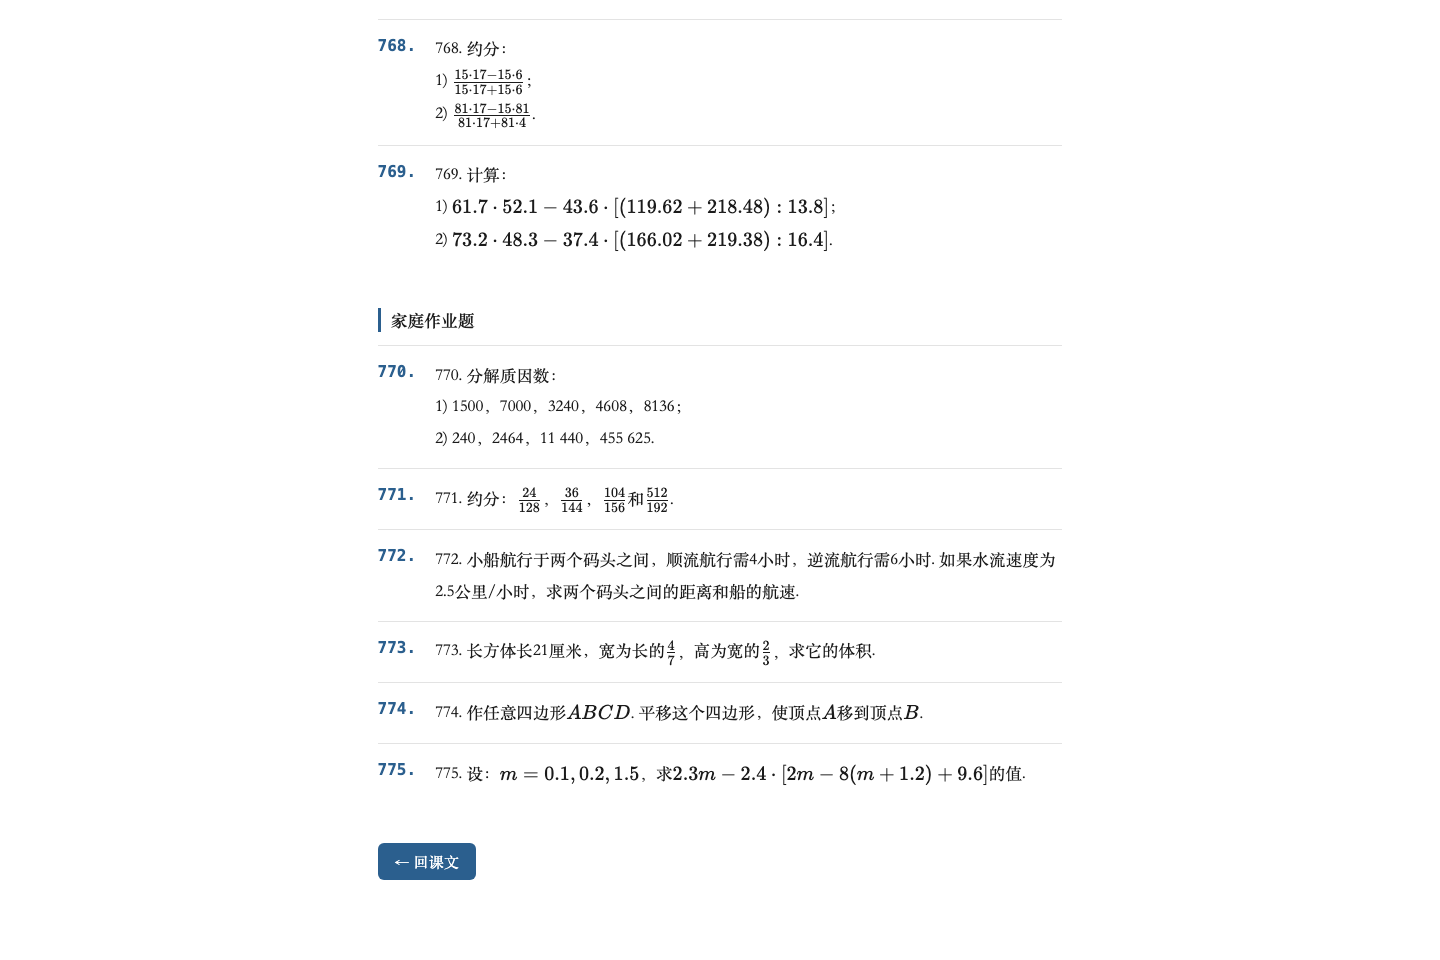 768. 768. 约分：
1) \frac{15·17−15·6}{15·17+15·6}；
2) \frac{81·17−15·81}{81·17+81·4}.
769. 769. 计算：
1) 61.7 · 52.1 − 43.6 · [(119.62 + 218.48) : 13.8]；
2) 73.2 · 48.3 − 37.4 · [(166.02 + 219.38) : 16.4].
家庭作业题
770. 770. 分解质因数：
1) 1500，7000，3240，4608，8136；
2) 240，2464，11 440，455 625.
771. 771. 约分：\frac{24}{128}，\frac{36}{144}，\frac{104}{156}和\frac{512}{192}.
772. 772. 小船航行于两个码头之间，顺流航行需4小时，逆流航行需6小时. 如果水流速度为
2.5公里/小时，求两个码头之间的距离和船的航速.
773. 773. 长方体长21厘米，宽为长的\frac{4}{7}，高为宽的\frac{2}{3}，求它的体积.
774. 774. 作任意四边形ABCD. 平移这个四边形，使顶点A移到顶点B.
775. 775. 设：m = 0.1, 0.2, 1.5，求2.3m − 2.4 · [2m − 8(m + 1.2) + 9.6]的值.
← 回课文